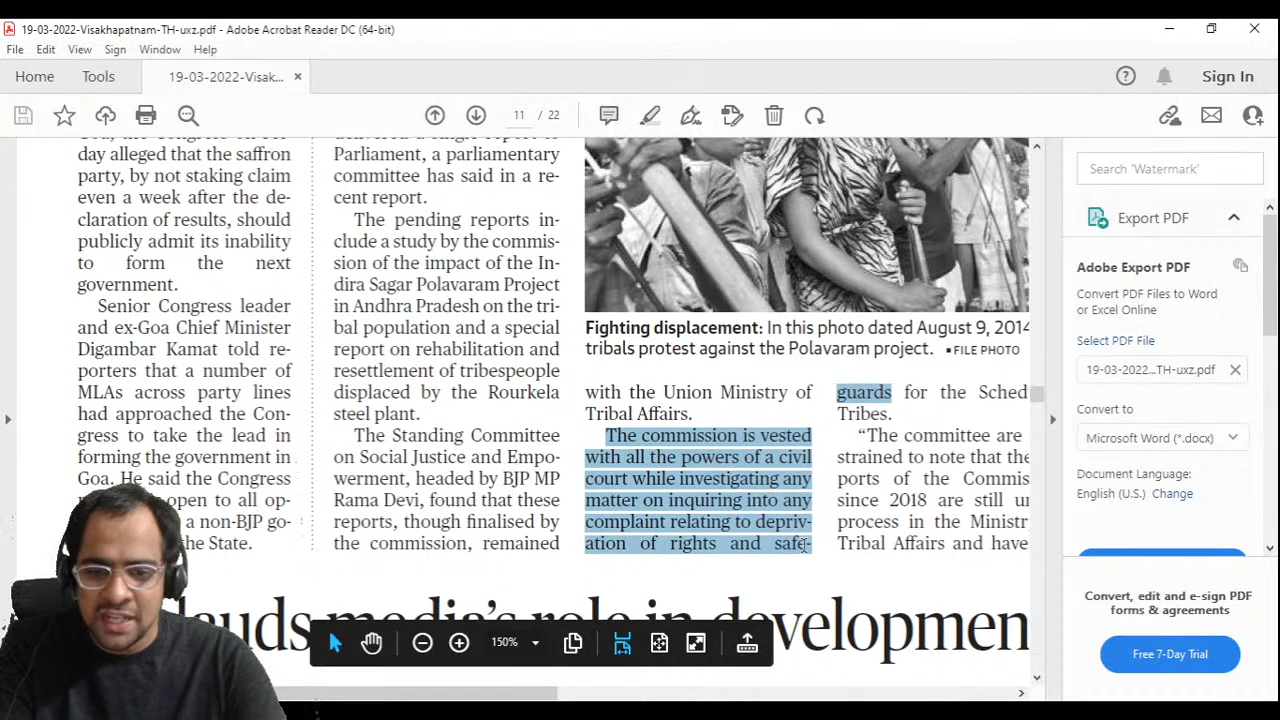 19-03-2022-Visakhapatnam-TH-uxz.pdf - Adobe Acrobat Reader DC (64-bit)
File Edit View Sign Window Help
Home Tools 19-03-2022-Visak... × Sign In
11 / 22
day alleged that the saffron
party, by not staking claim
even a week after the de-
claration of results, should
publicly admit its inability
to form the next
government.
Senior Congress leader
and ex-Goa Chief Minister
Digambar Kamat told re-
porters that a number of
MLAs across party lines
had approached the Con-
gress to take the lead in
forming the government in
Goa. He said the Congress
open to all op-
a non-BJP go-
the State.
Parliament, a parliamentary
committee has said in a re-
cent report.
The pending reports in-
clude a study by the commis-
sion of the impact of the In-
dira Sagar Polavaram Project
in Andhra Pradesh on the tri-
bal population and a special
report on rehabilitation and
resettlement of tribespeople
displaced by the Rourkela
steel plant.
The Standing Committee
on Social Justice and Empo-
werment, headed by BJP MP
Rama Devi, found that these
reports, though finalised by
the commission, remained
Fighting displacement: In this photo dated August 9, 2014
tribals protest against the Polavaram project. ▪FILE PHOTO
with the Union Ministry of
Tribal Affairs.
The commission is vested
with all the powers of a civil
court while investigating any
matter on inquiring into any
complaint relating to depriv-
ation of rights and safe-
guards for the Sched
Tribes.
“The committee are
strained to note that the
ports of the Commis
since 2018 are still un
process in the Ministr
Tribal Affairs and have
lauds media's role in developmen
150%
Search 'Watermark'
Export PDF
Adobe Export PDF
Convert PDF Files to Word
or Excel Online
Select PDF File
19-03-2022...TH-uxz.pdf ×
Convert to
Microsoft Word (*.docx)
Document Language:
English (U.S.) Change
Convert, edit and e-sign PDF
forms & agreements
Free 7-Day Trial